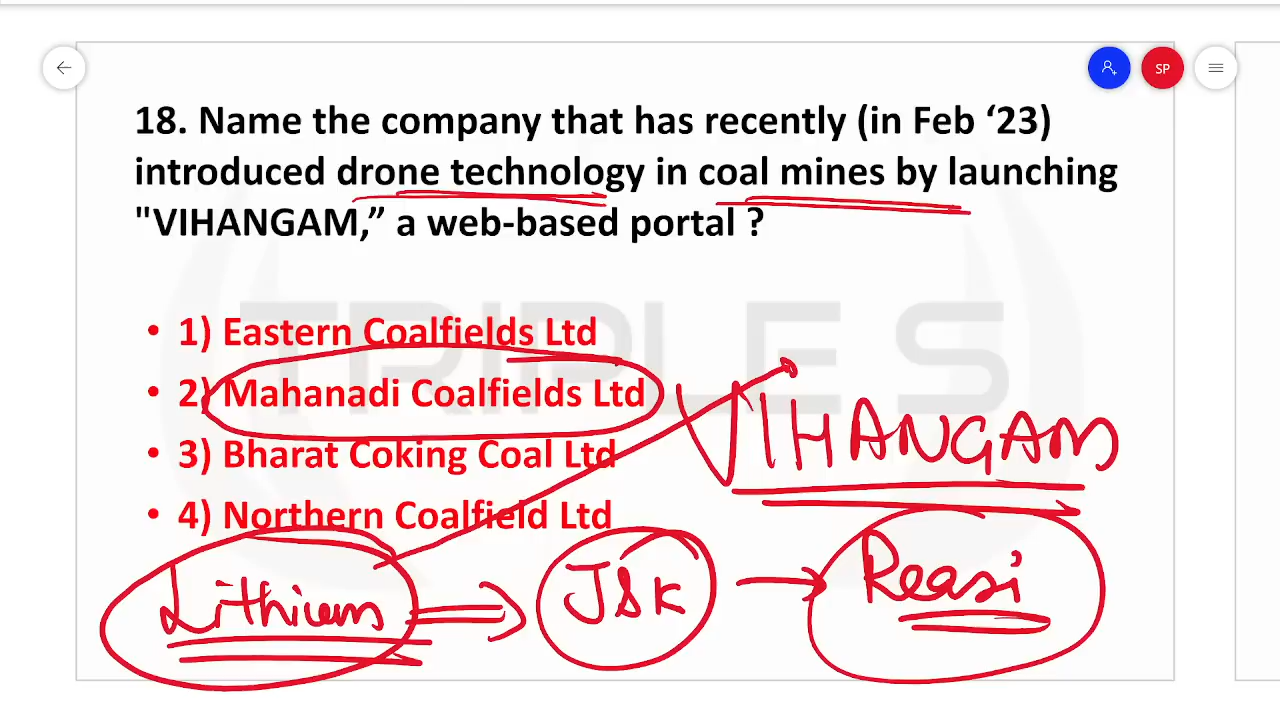 SP
18. Name the company that has recently (in Feb ‘23)
introduced drone technology in coal mines by launching
"VIHANGAM,” a web-based portal ?
TRIPLE S
• 1) Eastern Coalfields Ltd
• 2) Mahanadi Coalfields Ltd
• 3) Bharat Coking Coal Ltd
• 4) Northern Coalfield Ltd
VIHANGAM
Lithium J&K Reasi